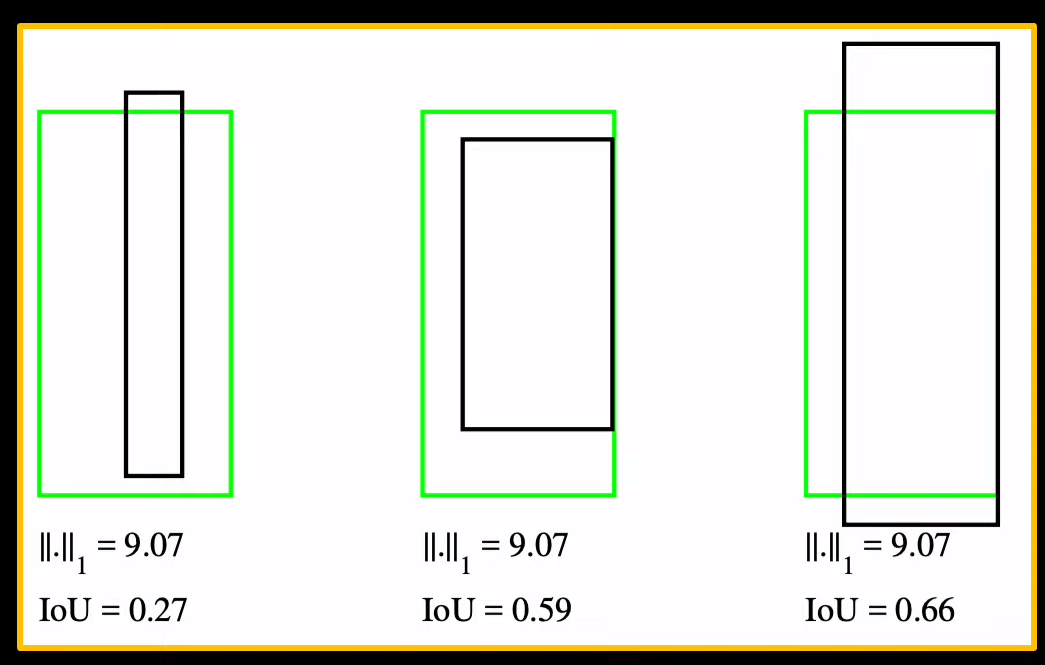 ||.||₁ = 9.07
||.||₁ = 9.07
||.||₁ = 9.07
IoU = 0.27
IoU = 0.59
IoU = 0.66